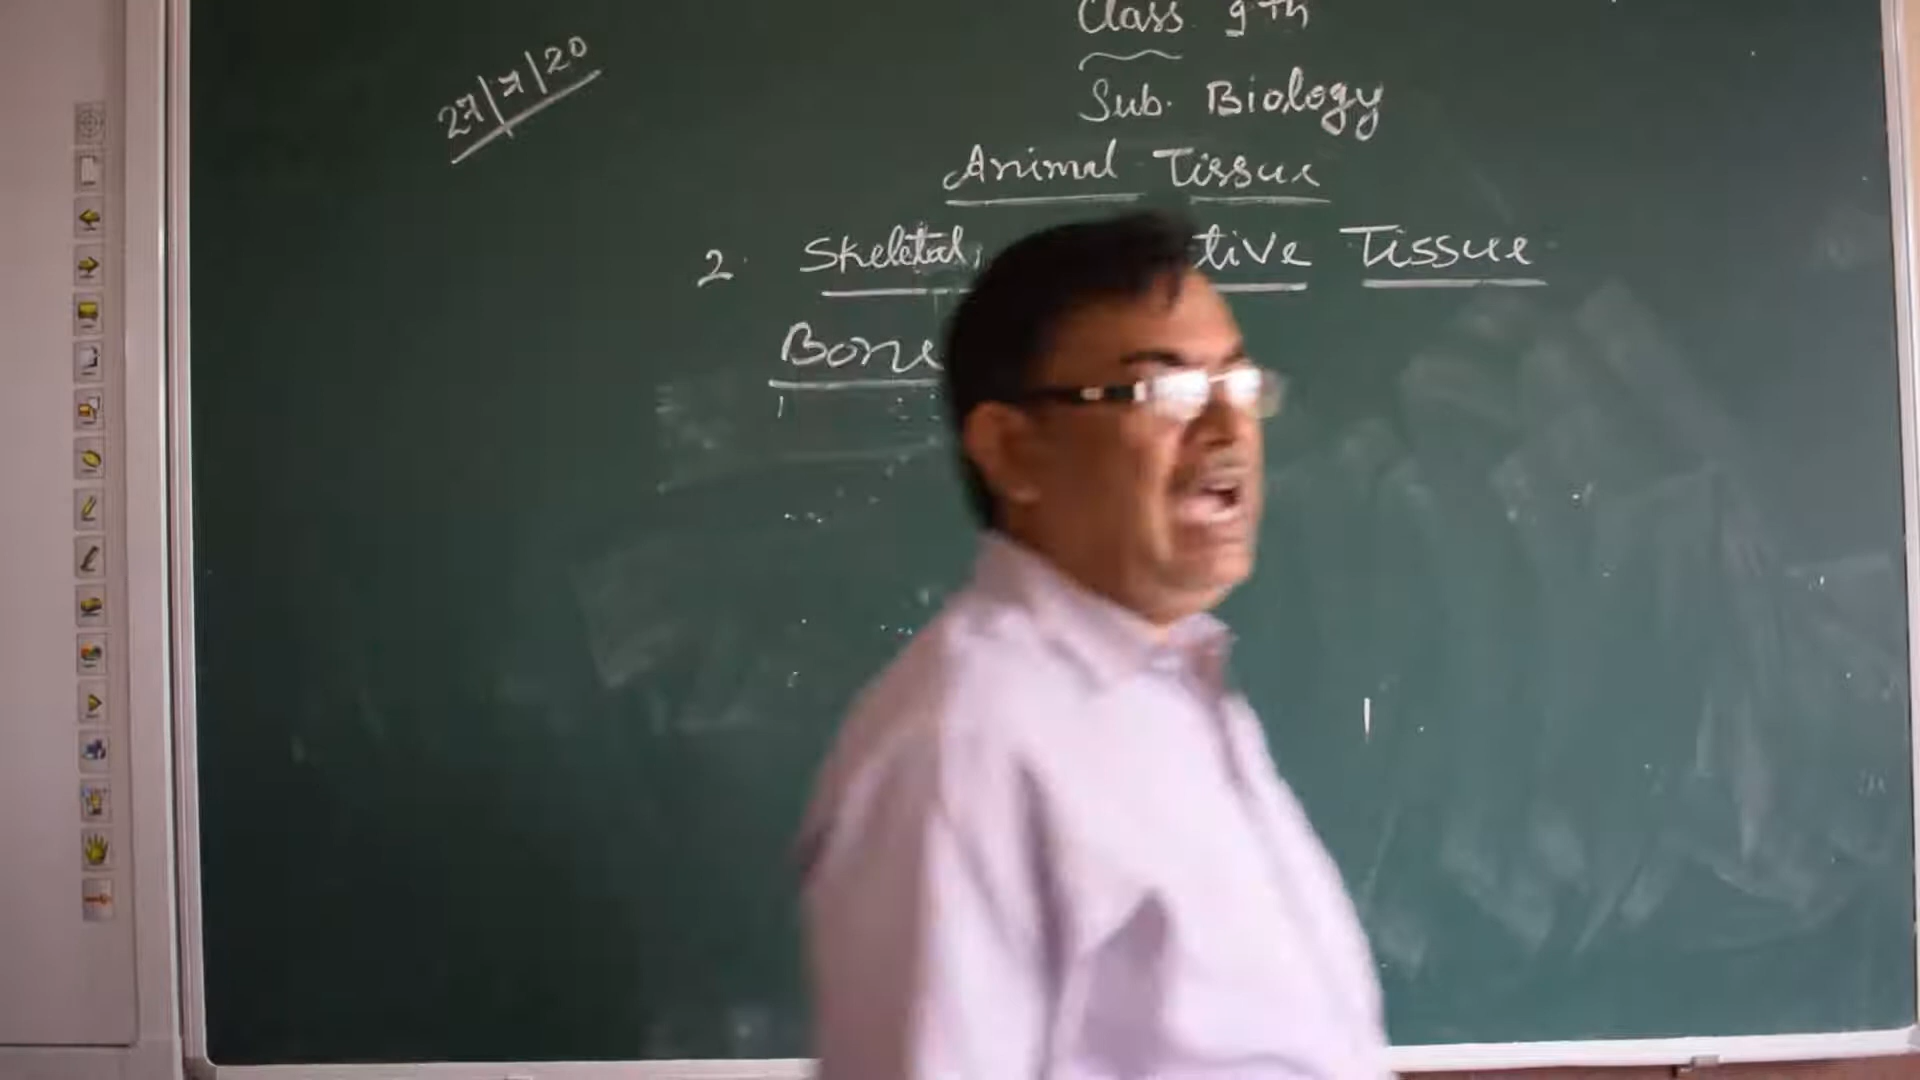 Class 9th
27/7/20
Sub. Biology
Animal Tissue
2. Skeletal tive Tissue
Bone